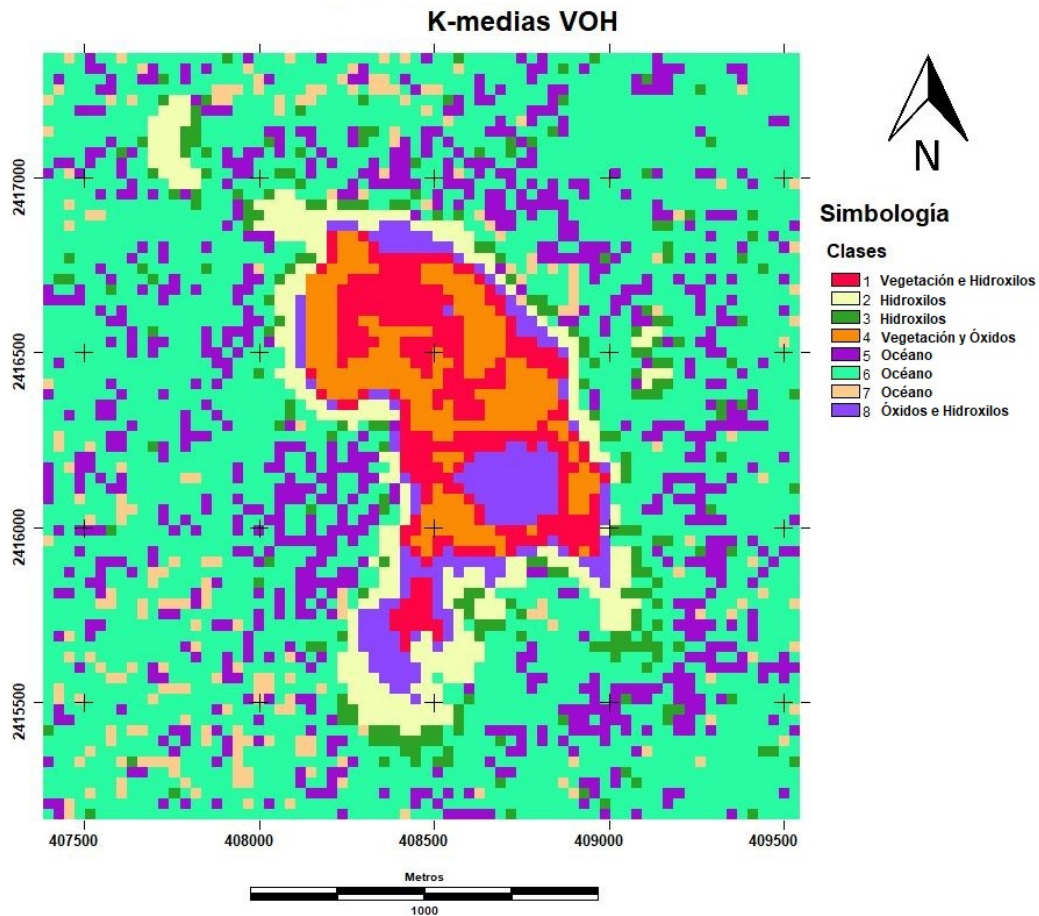 K-medias VOH
N
2417000
2416500
2416000
2415500
407500 408000 408500 409000 409500
Simbología
Clases
1 Vegetación e Hidroxilos
2 Hidroxilos
3 Hidroxilos
4 Vegetación y Óxidos
5 Océano
6 Océano
7 Océano
8 Óxidos e Hidroxilos
Metros
1000